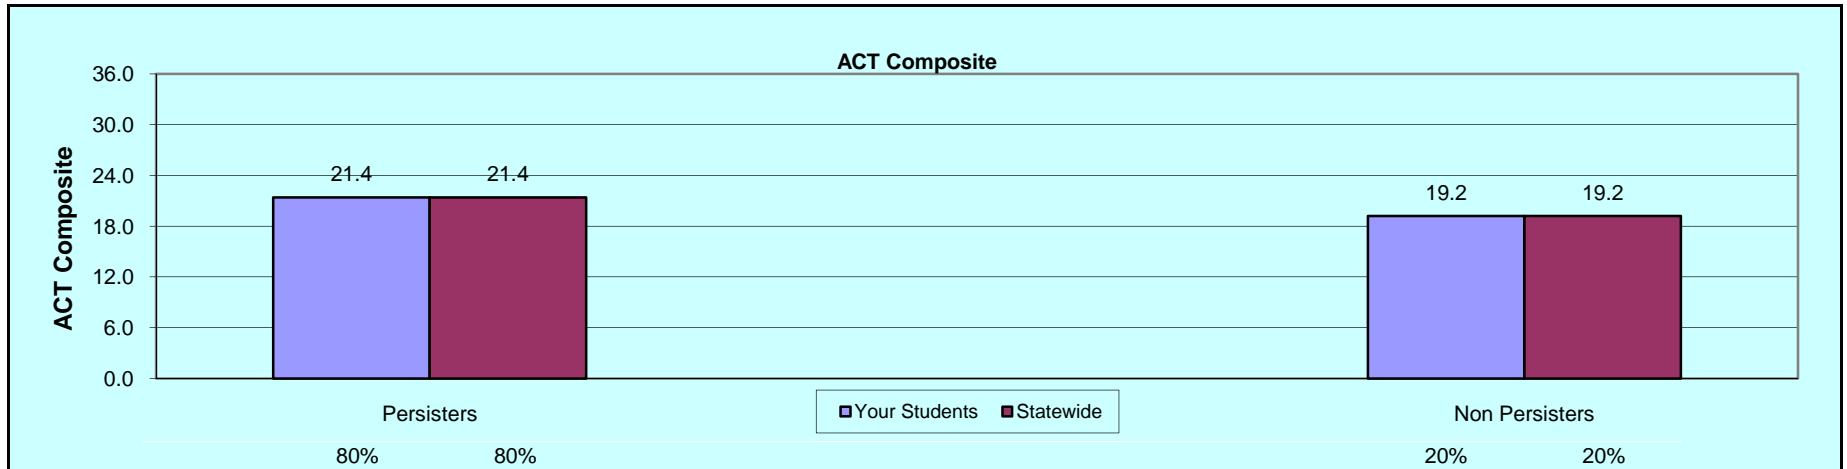 ACT Composite
36.0
30.0
24.0
18.0
12.0
6.0
0.0
ACT Composite
21.4 21.4 19.2 19.2
Persisters Non Persisters
Your Students Statewide
80% 80% 20% 20%